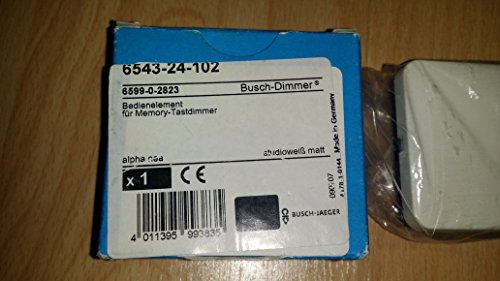 6543-24-102
6599-0-2823 Busch-Dimmer®
Bedienelement
für Memory-Tastdimmer
alpha nea studioweiß matt
x 1 CE
BUSCH-JAEGER
4 011395 993835
Made in Germany